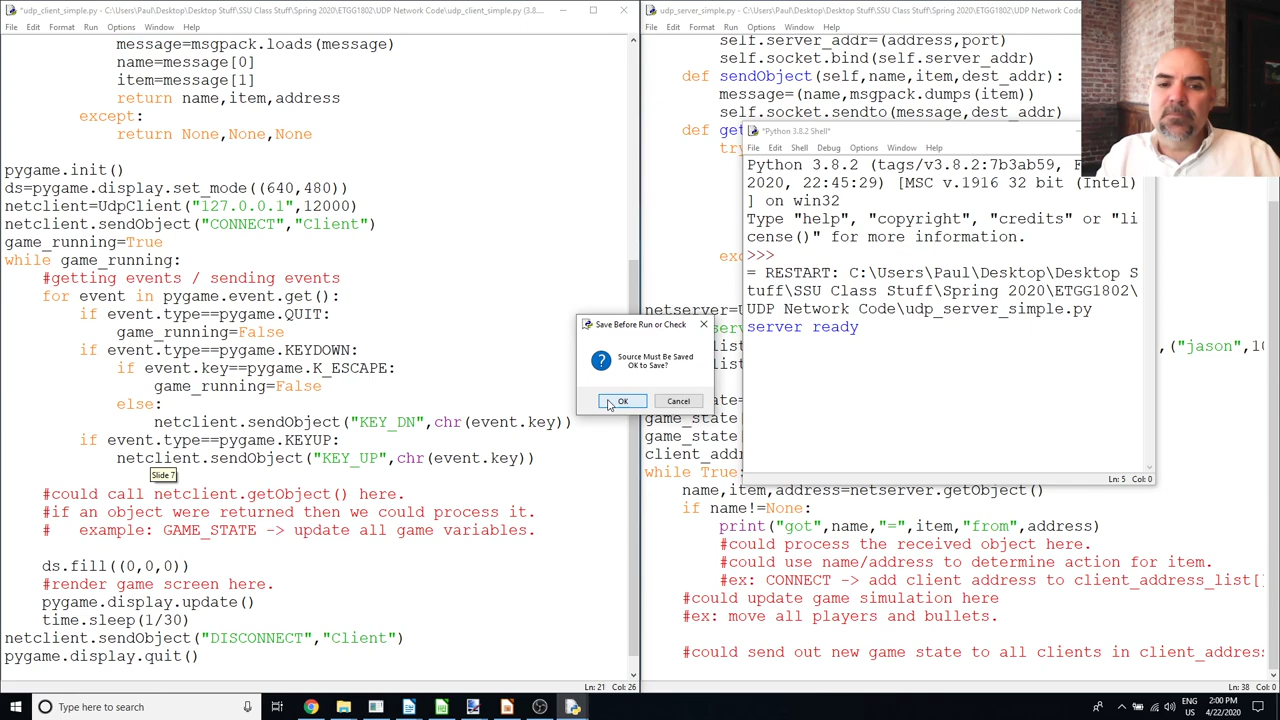 *udp_client_simple.py - C:\Users\Paul\Desktop\Desktop Stuff\SSU Class Stuff\Spring 2020\ETGG1802\UDP Network Code\udp_client_simple.py (3.8....
File Edit Format Run Options Window Help
message=msgpack.loads(message)
name=message[0]
item=message[1]
return name,item,address
except:
return None,None,None
pygame.init()
ds=pygame.display.set_mode((640,480))
netclient=UdpClient("127.0.0.1",12000)
netclient.sendObject("CONNECT","Client")
game_running=True
while game_running:
#getting events / sending events
for event in pygame.event.get():
if event.type==pygame.QUIT:
game_running=False
if event.type==pygame.KEYDOWN:
if event.key==pygame.K_ESCAPE:
game_running=False
else:
netclient.sendObject("KEY_DN",chr(event.key))
if event.type==pygame.KEYUP:
netclient.sendObject("KEY_UP",chr(event.key))
Slide 7
#could call netclient.getObject() here.
#if an object were returned then we could process it.
# example: GAME_STATE -> update all game variables.
ds.fill((0,0,0))
#render game screen here.
pygame.display.update()
time.sleep(1/30)
netclient.sendObject("DISCONNECT","Client")
pygame.display.quit()
Ln: 21 Col: 26
udp_server_simple.py - C:\Users\Paul\Desktop\Desktop Stuff\SSU Class Stuff\Spring 2020\ETGG1802\UDP Network Cod
File Edit Format Run Options Window Help
self.server_addr=(address,port)
self.socket.bind(self.server_addr)
def sendObject(self,name,item,dest_addr):
message=(name,msgpack.dumps(item))
self.socket.sendto(message,dest_addr)
def get
tr
exc
netserver=U
list
list
,("jason",10
game_state[
game_state[
client_addr
while True:
name,item,address=netserver.getObject()
if name!=None:
print("got",name,"=",item,"from",address)
#could process the received object here.
#could use name/address to determine action for item.
#ex: CONNECT -> add client address to client_address_list[
#could update game simulation here
#ex: move all players and bullets.
#could send out new game state to all clients in client_address
Ln: 38 Col: 0
*Python 3.8.2 Shell*
File Edit Shell Debug Options Window Help
Python 3.8.2 (tags/v3.8.2:7b3ab59, F
2020, 22:45:29) [MSC v.1916 32 bit (Intel)
] on win32
Type "help", "copyright", "credits" or "li
cense()" for more information.
>>>
= RESTART: C:\Users\Paul\Desktop\Desktop S
tuff\SSU Class Stuff\Spring 2020\ETGG1802\
UDP Network Code\udp_server_simple.py
server ready
Ln: 5 Col: 0
Save Before Run or Check
Source Must Be Saved
OK to Save?
OK Cancel
Type here to search
ENG
US
2:00 PM
4/22/2020